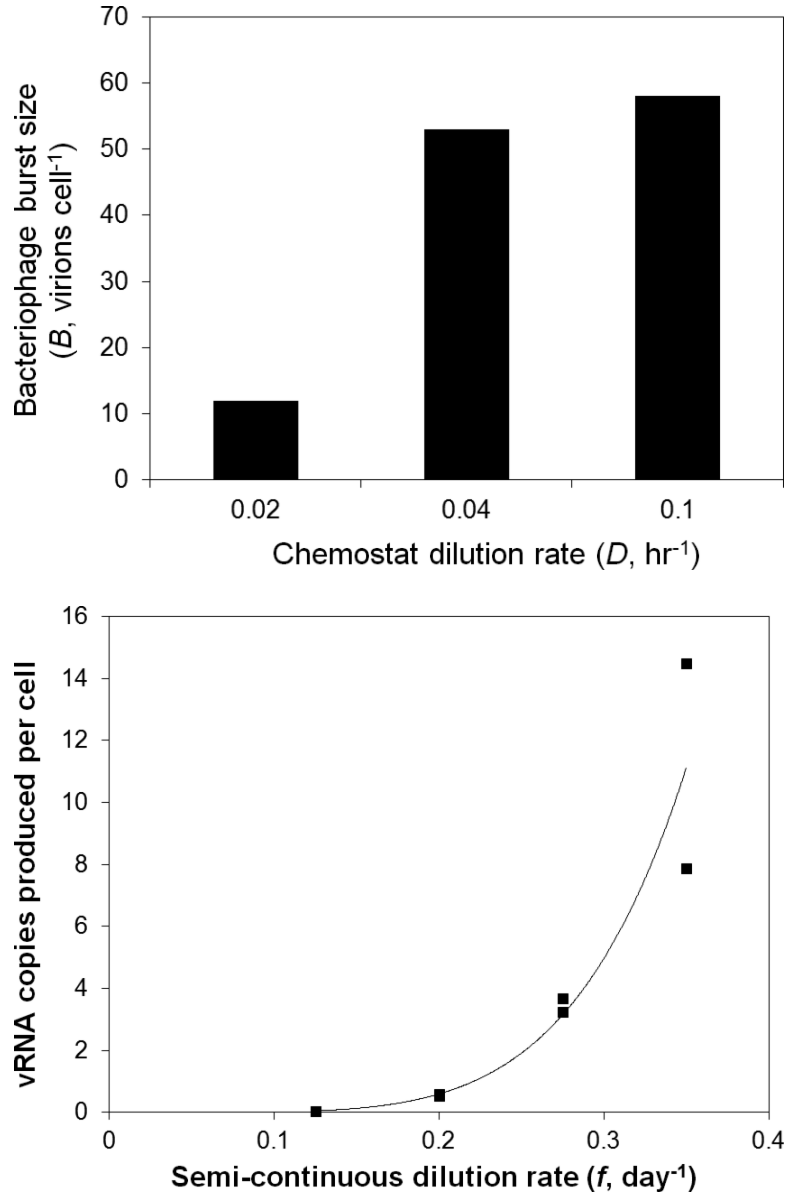 70
60
50
40
30
20
10
0
Bacteriophage burst size
(B, virions cell-1)
0.02 0.04 0.1
Chemostat dilution rate (D, hr-1)
16
14
12
10
8
6
4
2
0
vRNA copies produced per cell
0 0.1 0.2 0.3 0.4
Semi-continuous dilution rate (f, day-1)